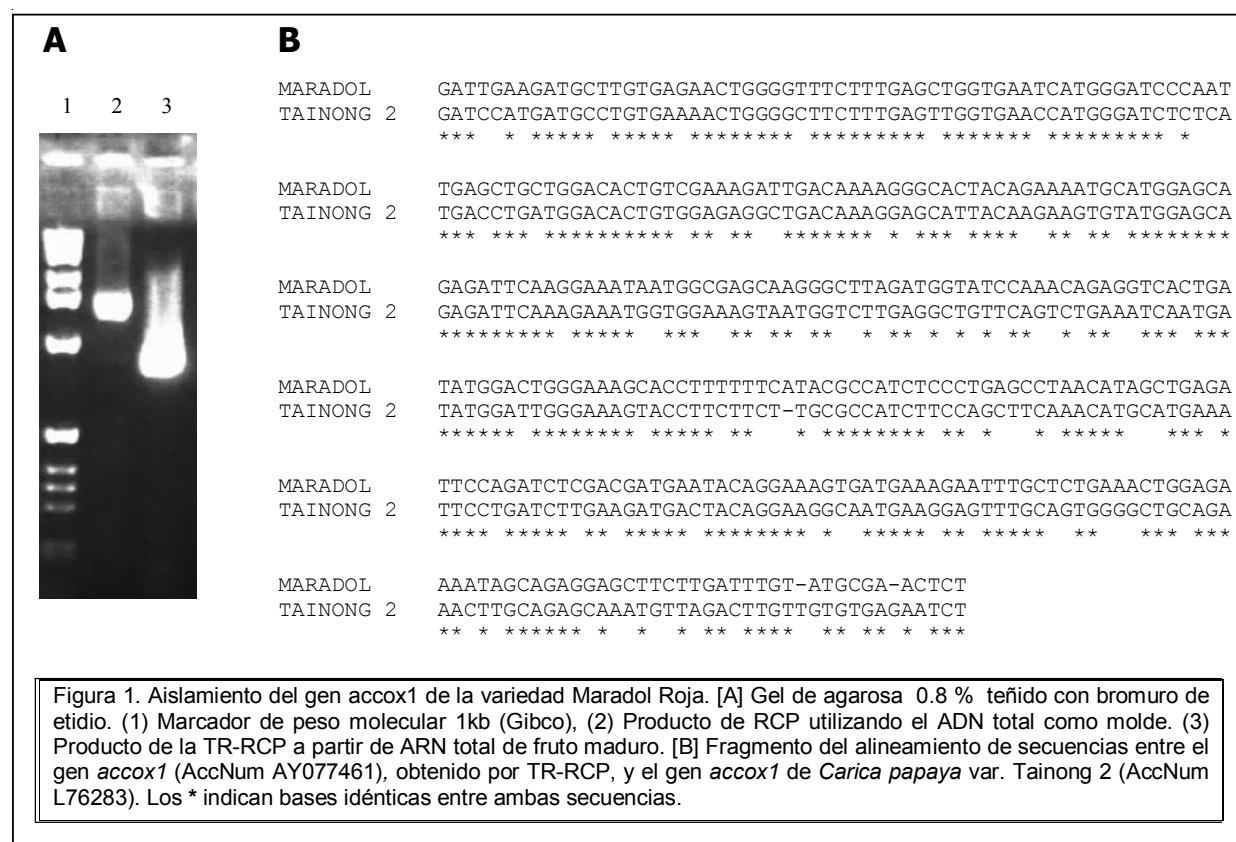 A
B
1 2 3
MARADOL GATTGAAGATGCTTGTGAGAACTGGGGTTTCTTTGAGCTGGTGAATCATGGGATCCCAAT
TAINONG 2 GATCCATGATGCCTGTGAAAACTGGGGCTTCTTTGAGTTGGTGAACCATGGGATCTCTCA
*** * ***** ***** ******** ********* ******* ********* *
MARADOL TGAGCTGCTGGACACTGTCGAAAGATTGACAAAAGGGCACTACAGAAAATGCATGGAGCA
TAINONG 2 TGACCTGATGGACACTGTGGAGAGGCTGACAAAGGAGCATTACAAGAAGTGTATGGAGCA
*** *** ********** ** ** ******* * *** **** ** ** ********
MARADOL GAGATTCAAGGAAATAATGGCGAGCAAGGGCTTAGATGGTATCCAAACAGAGGTCACTGA
TAINONG 2 GAGATTCAAAGAAATGGTGGAAAGTAATGGTCTTGAGGCTGTTCAGTCTGAAATCAATGA
********* ***** *** ** ** ** * ** * * * ** * ** *** ***
MARADOL TATGGACTGGGAAAGCACCTTTTTTCATACGCCATCTCCCTGAGCCTAACATAGCTGAGA
TAINONG 2 TATGGATTGGGAAAGTACCTTCTTCT-TGCGCCATCTTCCAGCTTCAAACATGCATGAAA
****** ******** ***** ** * ******** ** * * ***** *** *
MARADOL TTCCAGATCTCGACGATGAATACAGGAAAGTGATGAAAGAATTTGCTCTGAAACTGGAGA
TAINONG 2 TTCCTGATCTTGAAGATGACTACAGGAAGGCAATGAAGGAGTTTGCAGTGGGGCTGCAGA
**** ***** ** ***** ******** * ***** ** ***** ** *** ***
MARADOL AAATAGCAGAGGAGCTTCTTGATTTGT-ATGCGA-ACTCT
TAINONG 2 AACTTGCAGAGCAAATGTTAGACTTGTTGTGTGAGAATCT
** * ****** * * * ** **** ** ** * ***
Figura 1. Aislamiento del gen accox1 de la variedad Maradol Roja. [A] Gel de agarosa 0.8 % teñido con bromuro de
etidio. (1) Marcador de peso molecular 1kb (Gibco), (2) Producto de RCP utilizando el ADN total como molde. (3)
Producto de la TR-RCP a partir de ARN total de fruto maduro. [B] Fragmento del alineamiento de secuencias entre el
gen accox1 (AccNum AY077461), obtenido por TR-RCP, y el gen accox1 de Carica papaya var. Tainong 2 (AccNum
L76283). Los * indican bases idénticas entre ambas secuencias.